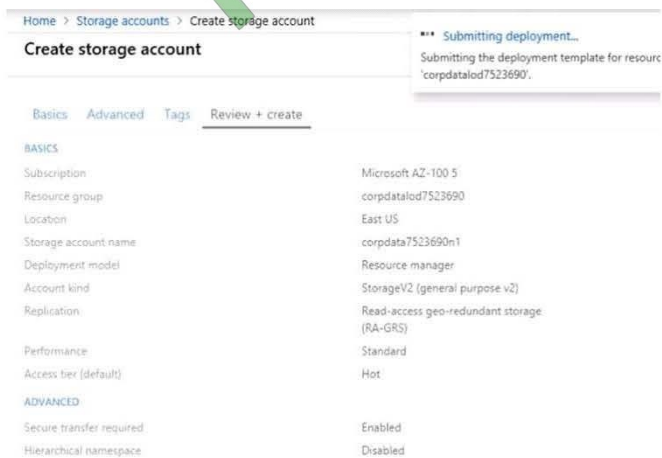 Home > Storage accounts > Create storage account
Create storage account
Submitting deployment...
Submitting the deployment template for resourc
'corpdatalod7523690'.
Basics Advanced Tags Review + create
BASICS
Subscription Microsoft AZ-100 5
Resource group corpdatalod7523690
Location East US
Storage account name corpdata7523690n1
Deployment model Resource manager
Account kind StorageV2 (general purpose v2)
Replication Read-access geo-redundant storage
(RA-GRS)
Performance Standard
Access tier (default) Hot
ADVANCED
Secure transfer required Enabled
Hierarchical namespace Disabled